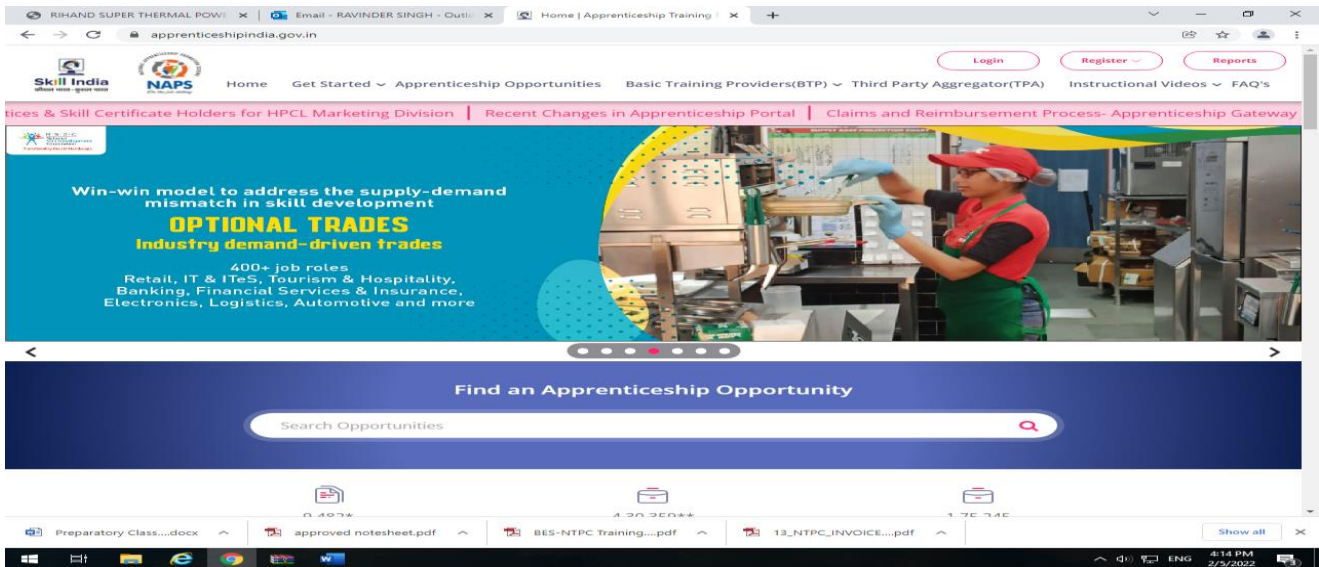 RIHAND SUPER THERMAL POW
Email - RAVINDER SINGH - Outl
Home | Apprenticeship Training
apprenticeshipindia.gov.in
Login
Register
Reports
Skill India
कौशल भारत - कुशल भारत
NAPS
Home
Get Started
Apprenticeship Opportunities
Basic Training Providers(BTP)
Third Party Aggregator(TPA)
Instructional Videos
FAQ's
tices & Skill Certificate Holders for HPCL Marketing Division | Recent Changes in Apprenticeship Portal | Claims and Reimbursement Process- Apprenticeship Gateway
Win-win model to address the supply-demand
mismatch in skill development
OPTIONAL TRADES
Industry demand-driven trades
400+ job roles
Retail, IT & ITeS, Tourism & Hospitality,
Banking, Financial Services & Insurance,
Electronics, Logistics, Automotive and more
Find an Apprenticeship Opportunity
Search Opportunities
Preparatory Class....docx
approved notesheet.pdf
BES-NTPC Training....pdf
13_NTPC_INVOICE....pdf
Show all
ENG
4:14 PM
2/5/2022